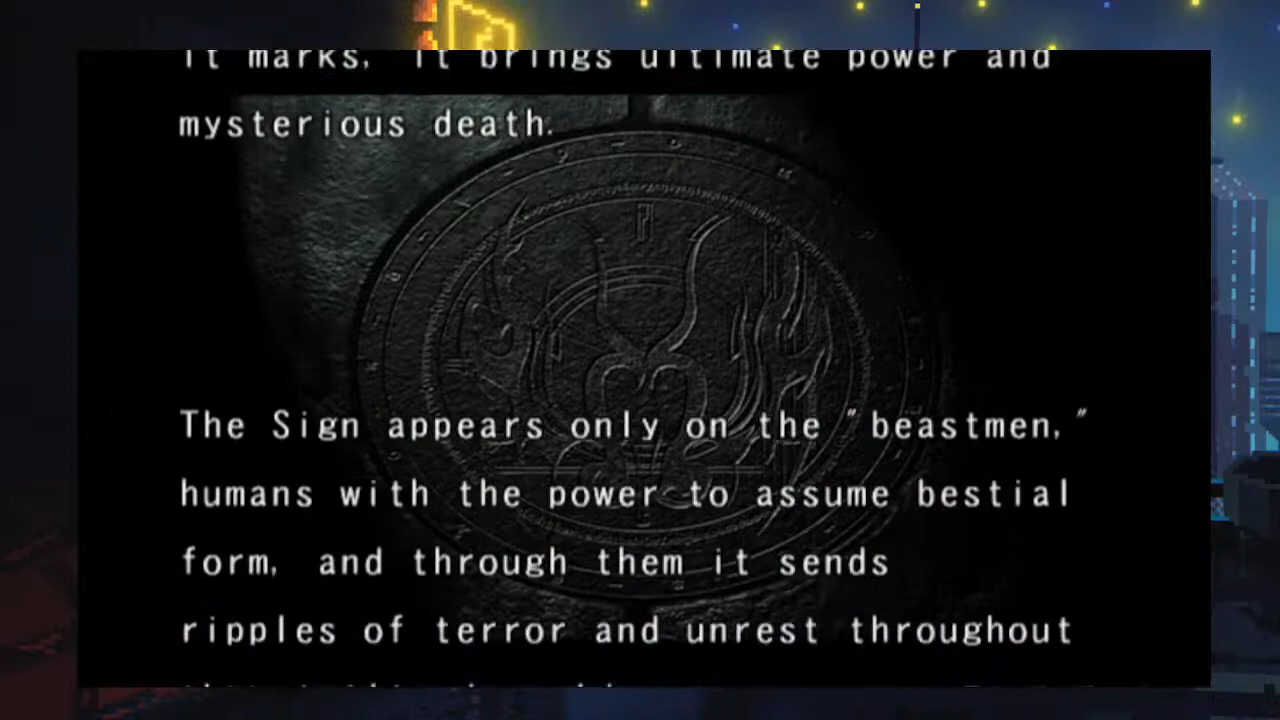 it marks, it brings ultimate power and
mysterious death.
The Sign appears only on the "beastmen,"
humans with the power to assume bestial
form, and through them it sends
ripples of terror and unrest throughout